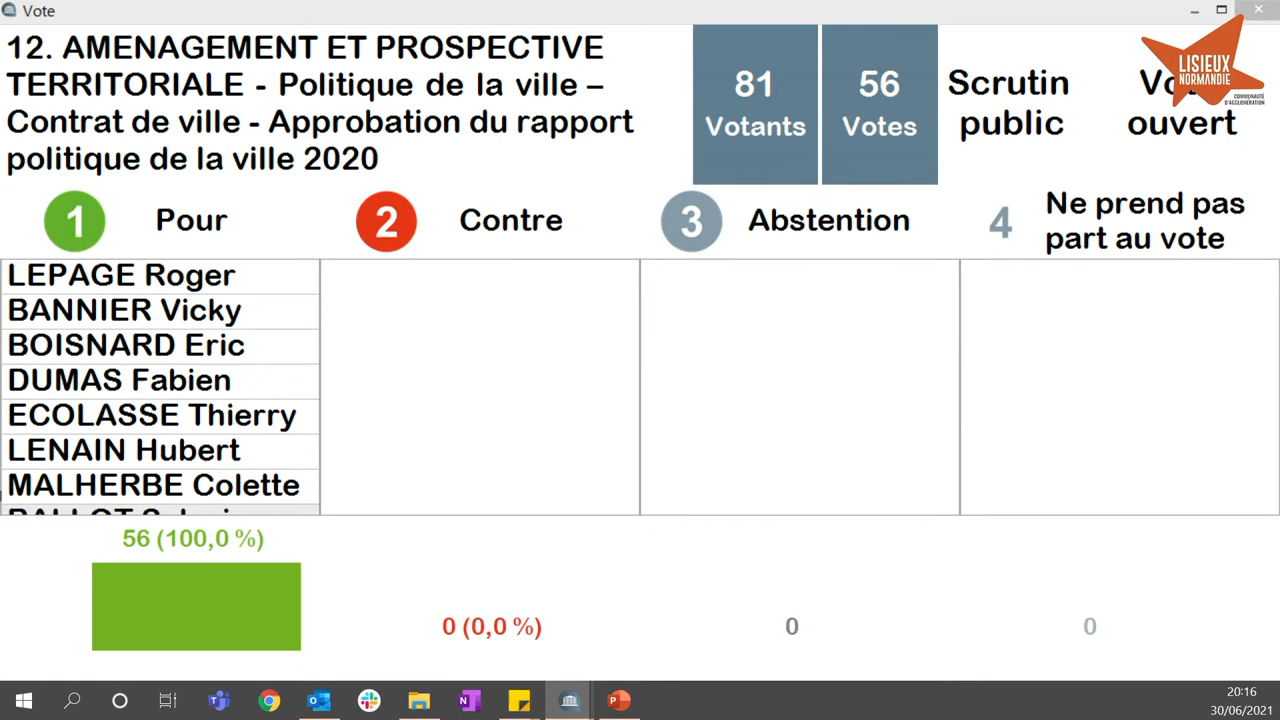 Vote
12. AMENAGEMENT ET PROSPECTIVE
TERRITORIALE - Politique de la ville –
Contrat de ville - Approbation du rapport
politique de la ville 2020
81
Votants
56
Votes
Scrutin
public
ouvert
LISIEUX
NORMANDIE
COMMUNAUTÉ
D'AGGLOMÉRATION
1 Pour
2 Contre
3 Abstention
4 Ne prend pas
part au vote
LEPAGE Roger
BANNIER Vicky
BOISNARD Eric
DUMAS Fabien
ECOLASSE Thierry
LENAIN Hubert
MALHERBE Colette
56 (100,0 %)
0 (0,0 %)
0
0
20:16
30/06/2021